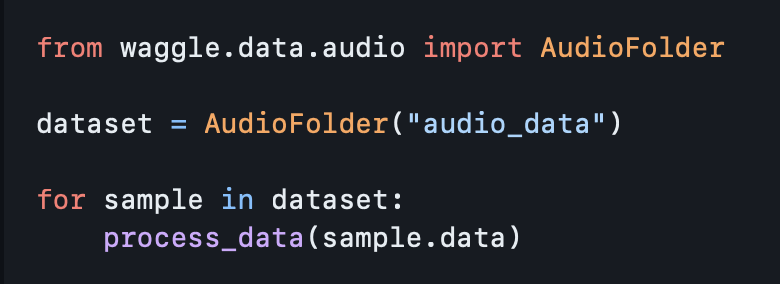 from waggle.data.audio import AudioFolder
dataset = AudioFolder("audio_data")
for sample in dataset:
    process_data(sample.data)